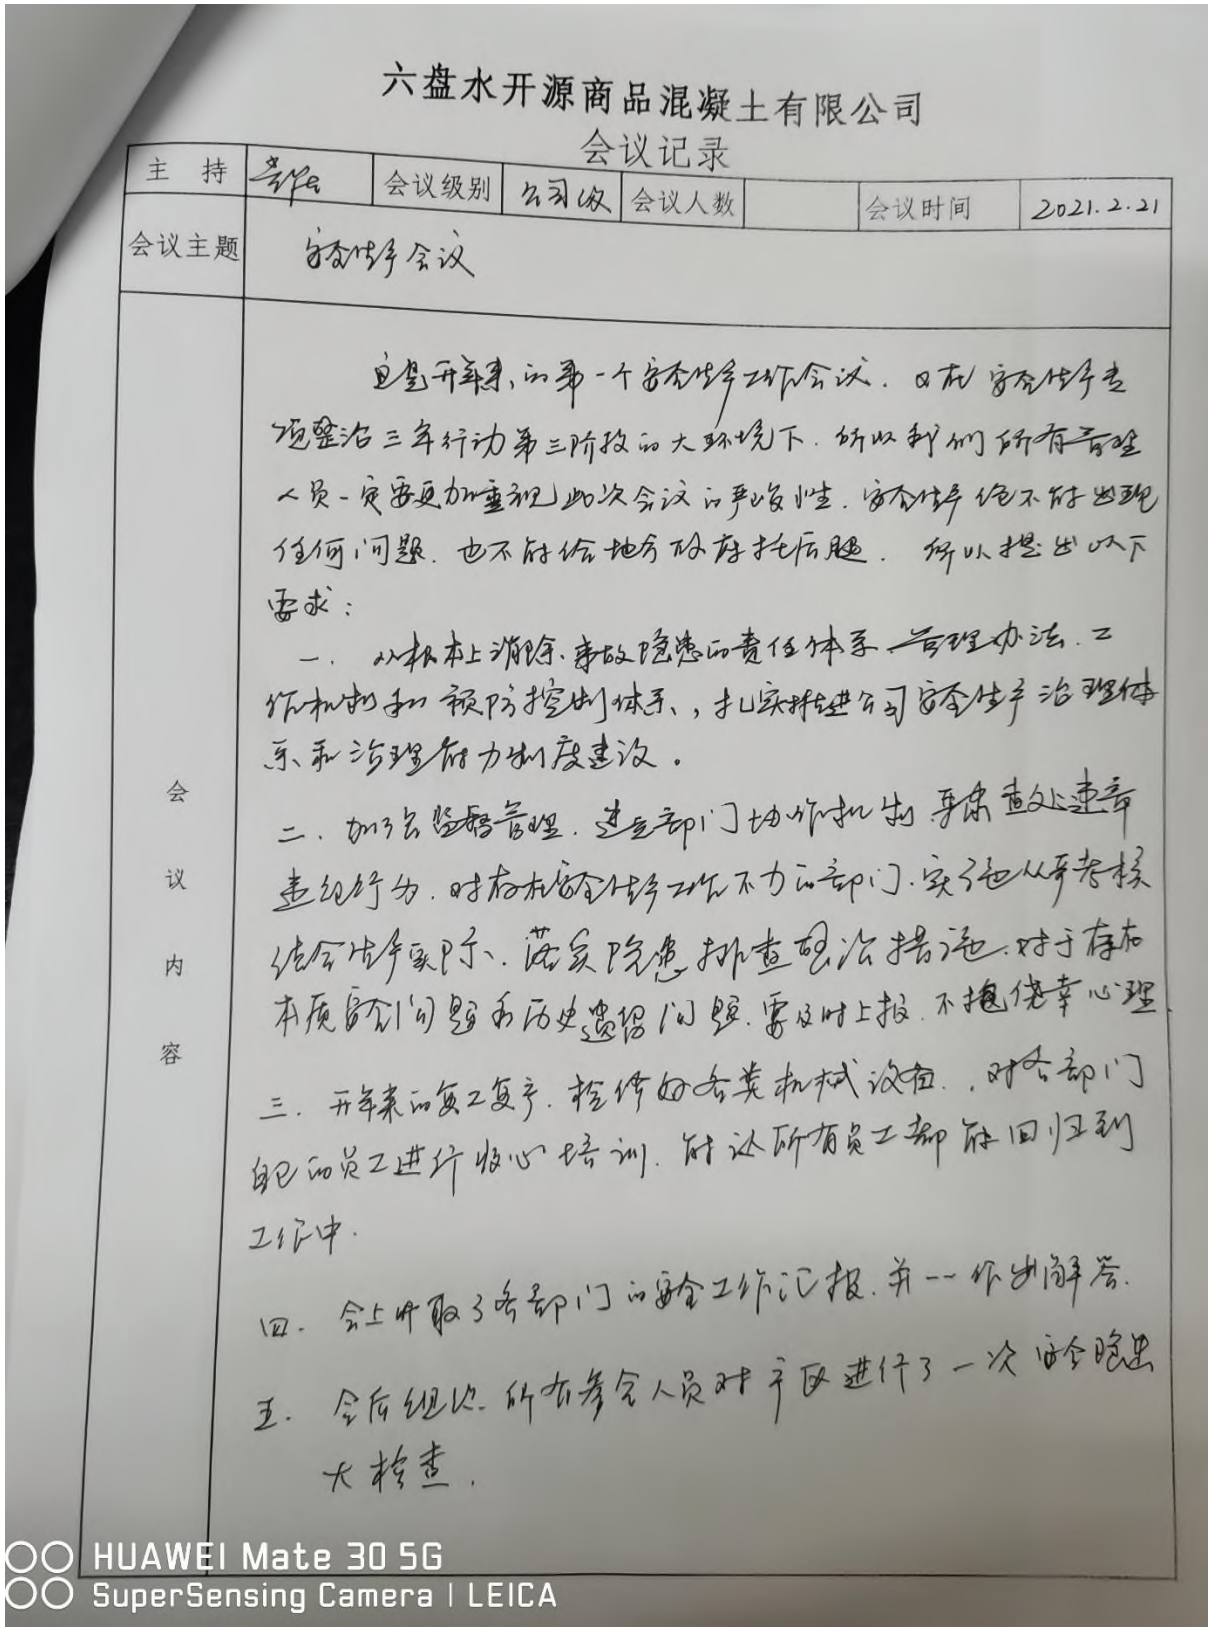 六盘水开源商品混凝土有限公司
会议记录
主 持 会议级别 公司级 会议人数 会议时间 2021.2.21
会议主题 安全生产会议
会议内容
这是开年来的第一个安全生产工作会议。又在安全生产专
项整治三年行动第三阶段的大环境下。所以我们所有管理
人员一定要更加重视此次会议的严峻性。安全生产绝不能出现
任何问题。也不能给地方政府托后腿。所以提出以下
要求:
一、从根本上消除事故隐患的责任体系、管理办法、工
作机制和预防控制体系,扎实推进公司安全生产治理体
系和治理能力制度建设。
二、加强监督管理。建立部门协作机制。严肃查处违章
违纪行为。对存在安全生产工作不力的部门。实施从严考核
结合生产实际、落实隐患排查整治措施。对于存在
本质安全问题和历史遗留问题。要及时上报。不抱侥幸心理。
三、开年来的复工复产。检修好各类机械设备。对各部门
自己的员工进行收心培训。能让所有员工都能回归到
工作中。
四、会上听取了各部门的安全工作汇报。并一一作出解答。
五、会后组织所有参会人员对厂区进行了一次安全隐患
大检查。
HUAWEI Mate 30 5G
SuperSensing Camera | LEICA